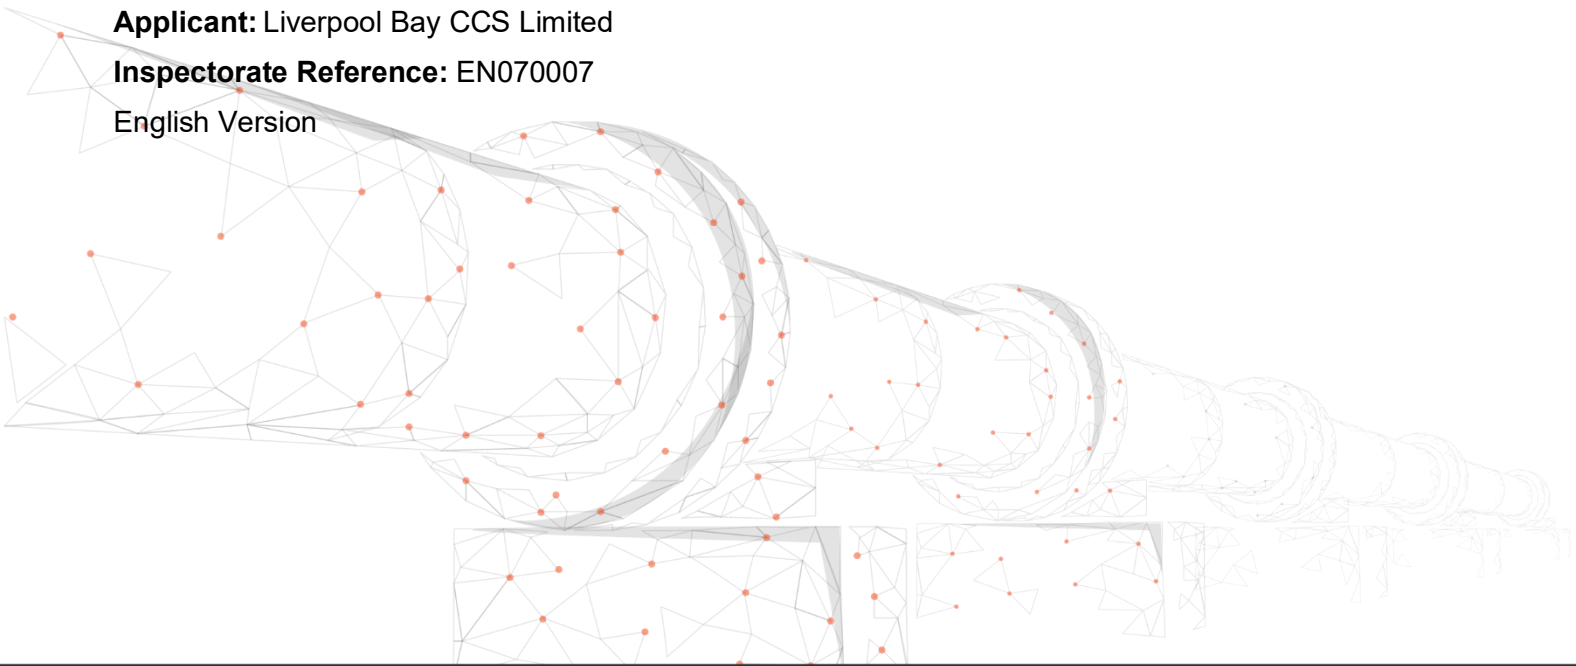 Applicant: Liverpool Bay CCS Limited
Inspectorate Reference: EN070007
English Version